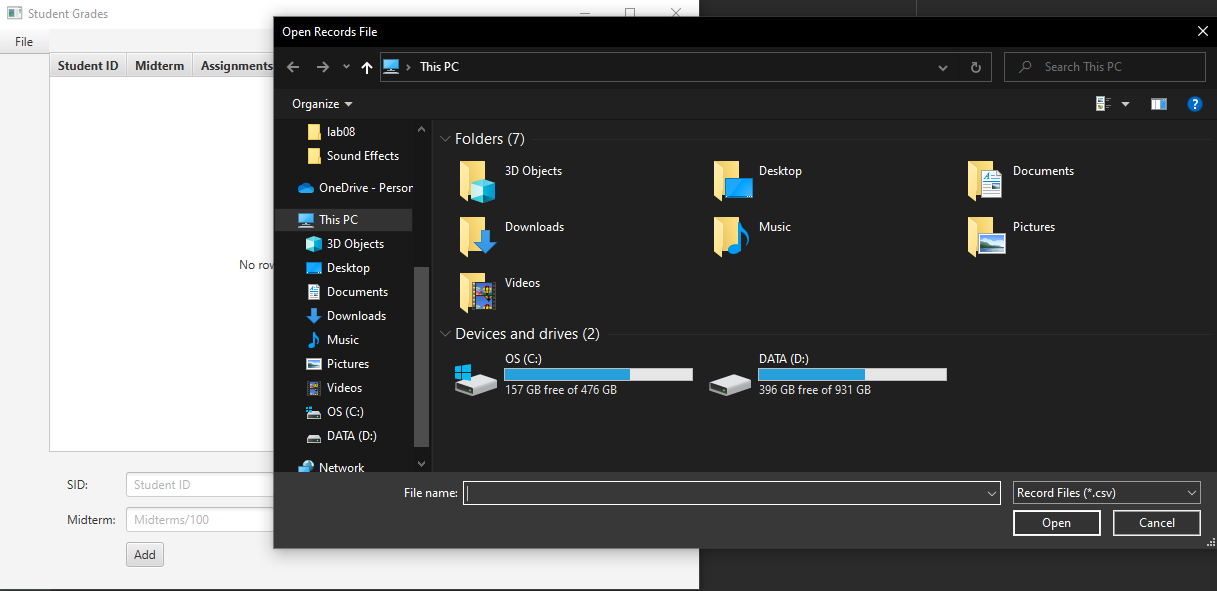 Student Grades
File
Student ID Midterm Assignments
No row
SID: Student ID
Midterm: Midterms/100
Add
Open Records File
This PC
Search This PC
Organize
lab08
Sound Effects
OneDrive - Person
This PC
3D Objects
Desktop
Documents
Downloads
Music
Pictures
Videos
OS (C:)
DATA (D:)
Network
Folders (7)
3D Objects
Desktop
Documents
Downloads
Music
Pictures
Videos
Devices and drives (2)
OS (C:)
157 GB free of 476 GB
DATA (D:)
396 GB free of 931 GB
File name:
Record Files (*.csv)
Open
Cancel